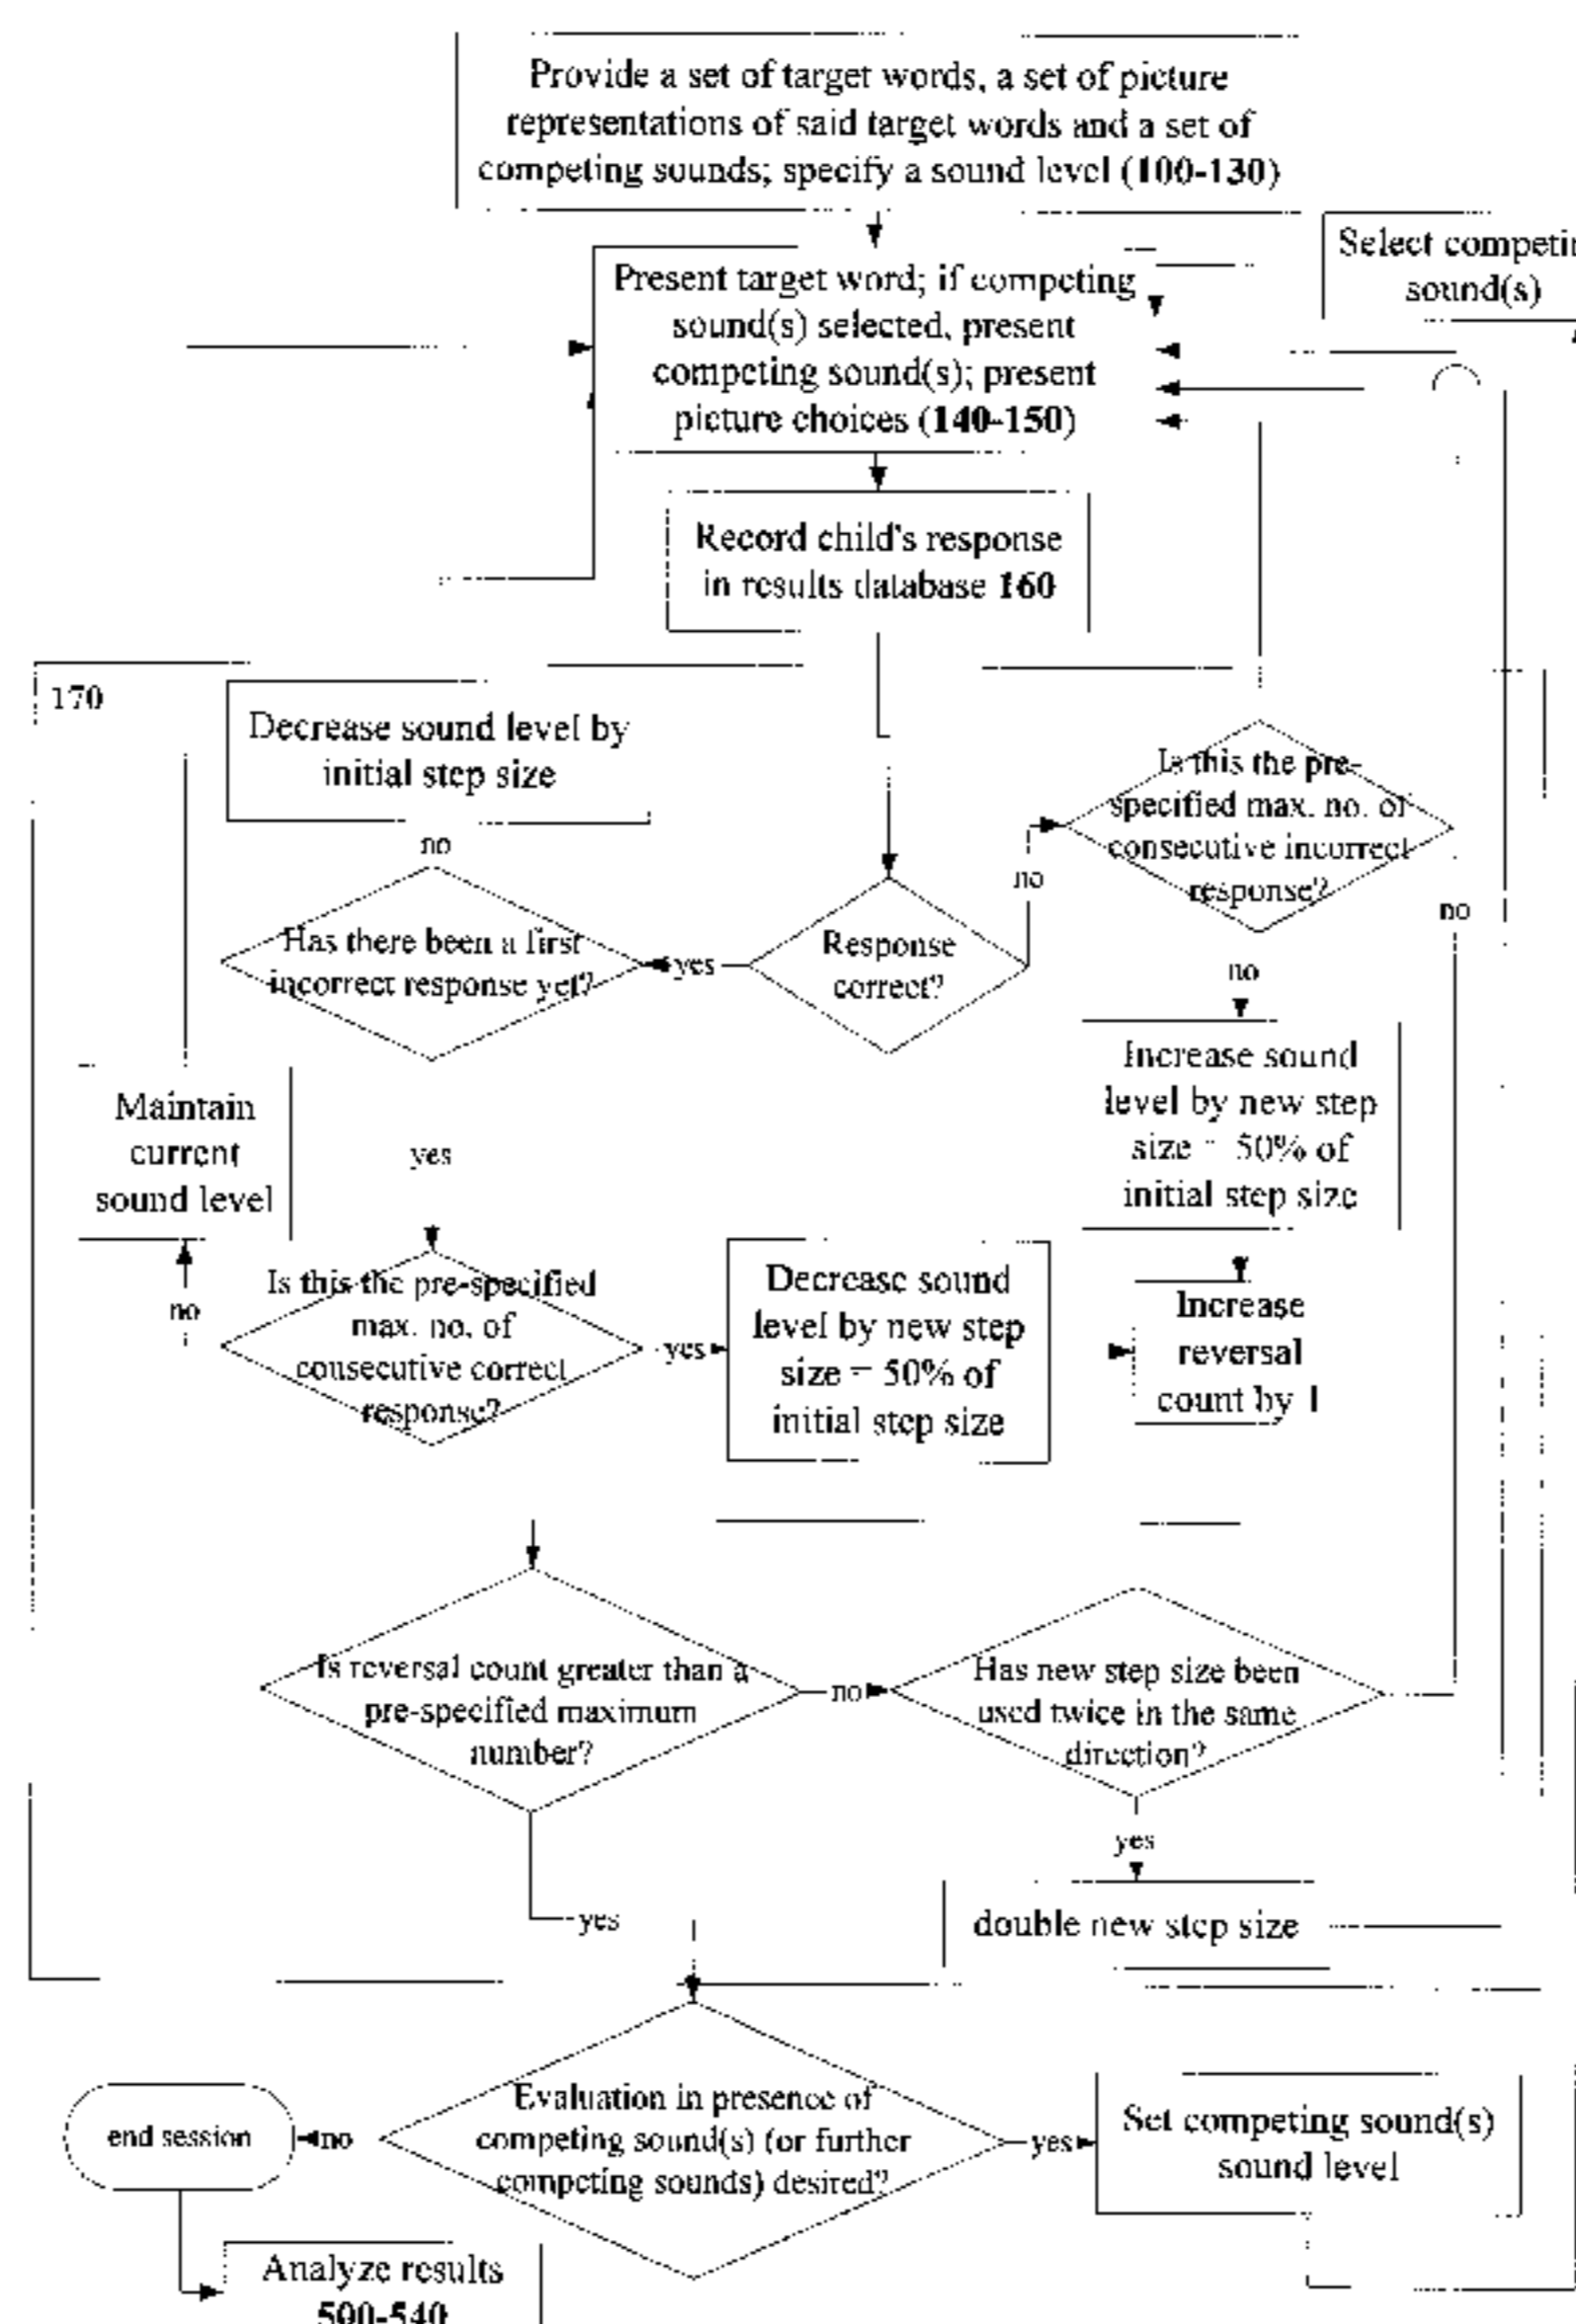 Provide a set of target words, a set of picture
representations of said target words and a set of
competing sounds; specify a sound level (100-130)
Select
sound(s)
Present target word; if competing
sound(s) selected, present
competing sound(s); present
picture choices (140-150)
Record child's response
in results database 160
170
Decrease sound level by
initial step size
no
Is this the pre-
specified max. no. of
consecutive incorrect
response?
no
no
Has there been a first
incorrect response yet?
yes
Response
correct?
no
Increase sound
level by new step
size = 50% of
initial step size
Maintain
current
sound level
yes
no
Is this the pre-specified
max. no. of
consecutive correct
response?
yes
Decrease sound
level by new step
size = 50% of
initial step size
Increase
reversal
count by 1
Is reversal count greater than a
pre-specified maximum
number?
no
Has new step size been
used twice in the same
direction?
yes
yes
double new step size
end session
no
Evaluation in presence of
competing sound(s) (or further
competing sounds) desired?
yes
Set competing sound(s)
sound level
Analyze results
500-540